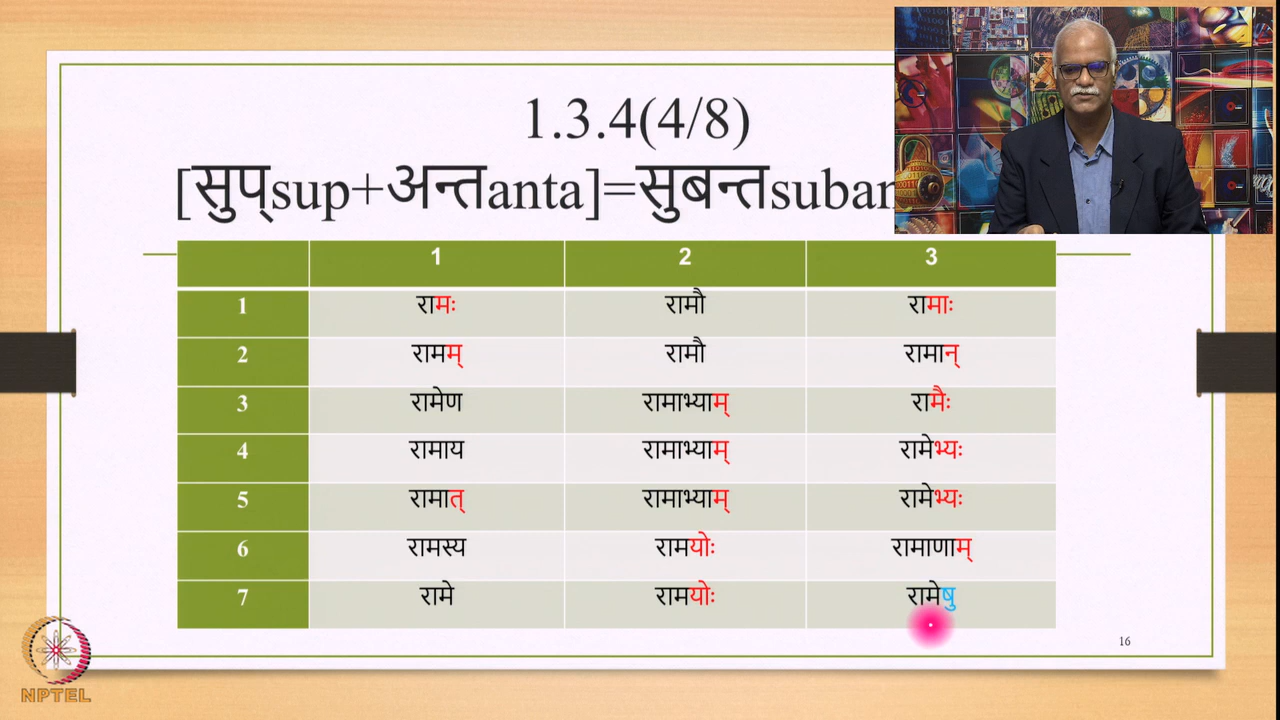 1.3.4(4/8)
[सुप्sup+अन्तanta]=सुबन्तsuban
1 2 3
1 रामः रामौ रामाः
2 रामम् रामौ रामान्
3 रामेण रामाभ्याम् रामैः
4 रामाय रामाभ्याम् रामेभ्यः
5 रामात् रामाभ्याम् रामेभ्यः
6 रामस्य रामयोः रामाणाम्
7 रामे रामयोः रामेषु
16
NPTEL